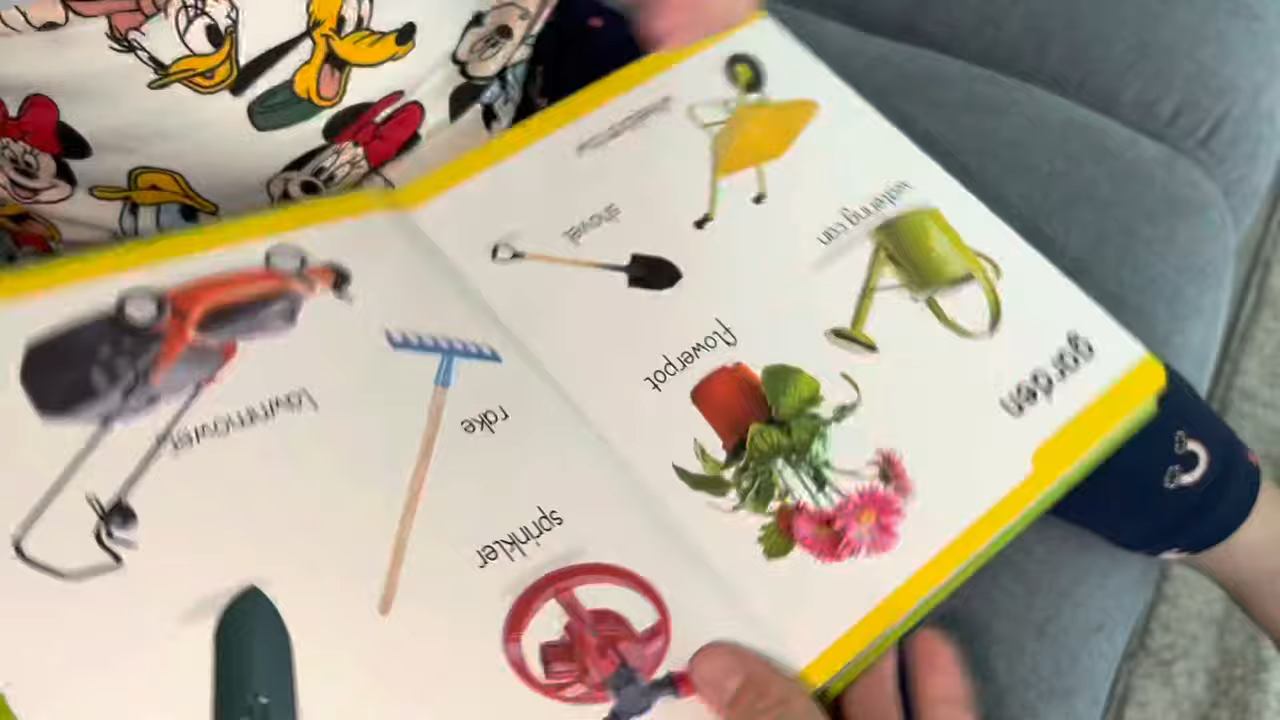 garden
watering can
shovel
flowerpot
lawnmower
rake
sprinkler